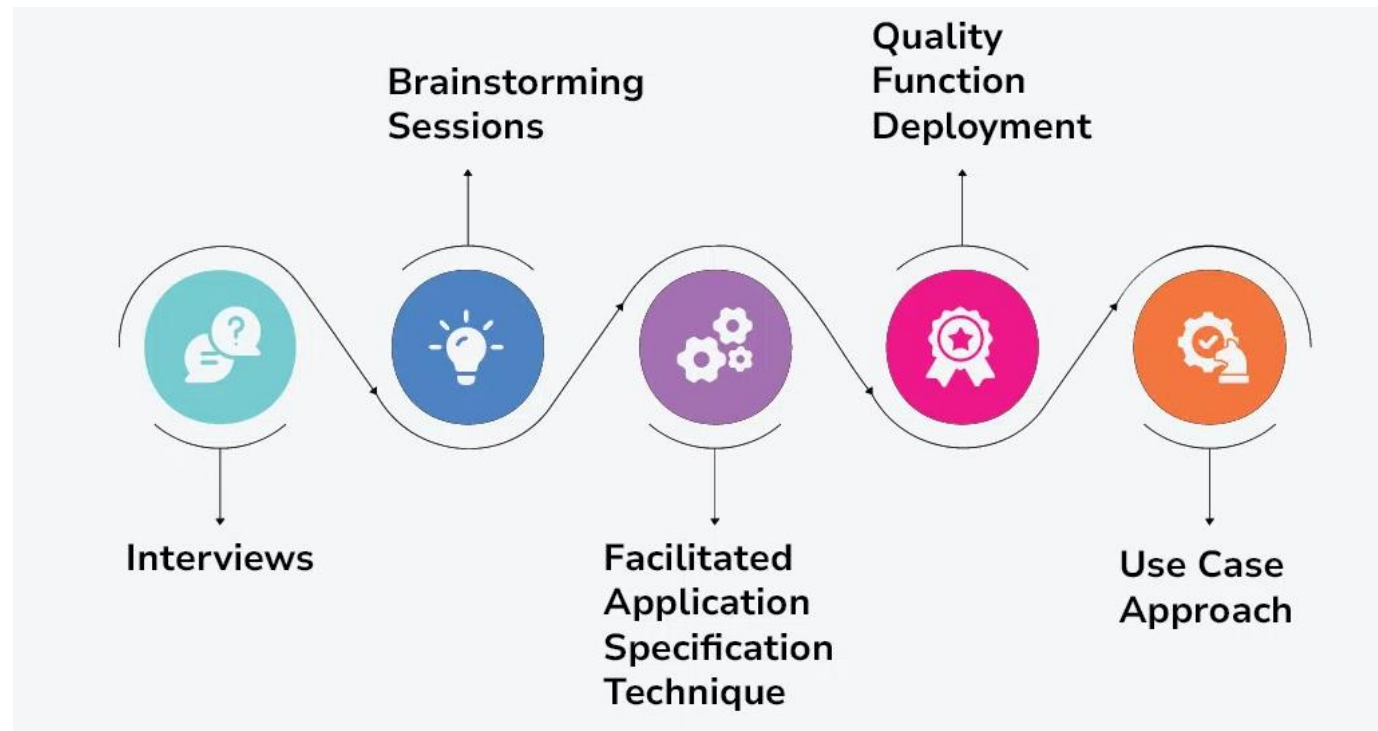 Interviews
Brainstorming
Sessions
Facilitated
Application
Specification
Technique
Quality
Function
Deployment
Use Case
Approach
?